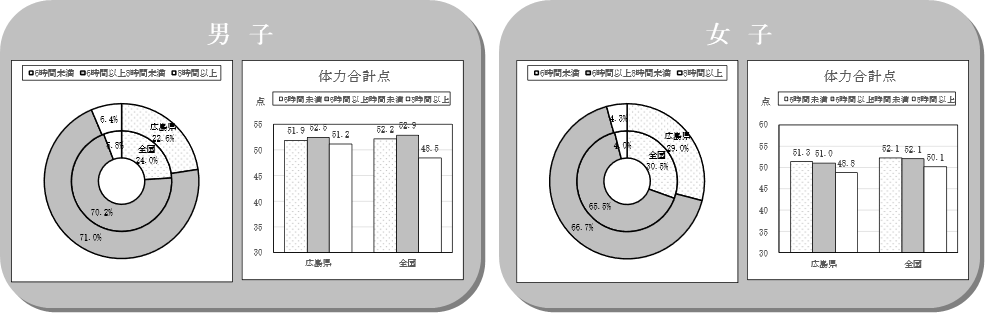 男 子
6時間未満 6時間以上8時間未満 8時間以上
6.4%
広島県
22.6%
5.8%
全国
24.0%
70.2%
71.0%
体力合計点
点
6時間未満 6時間以上8時間未満 8時間以上
55
50
45
40
35
30
51.9
52.5
51.2
52.2
52.9
48.5
広島県
全国
女 子
6時間未満 6時間以上8時間未満 8時間以上
4.3%
広島県
29.0%
4.0%
全国
30.5%
65.5%
66.7%
体力合計点
点
6時間未満 6時間以上8時間未満 8時間以上
60
50
45
40
35
30
51.3
51.0
48.8
52.1
52.1
50.1
広島県
全国